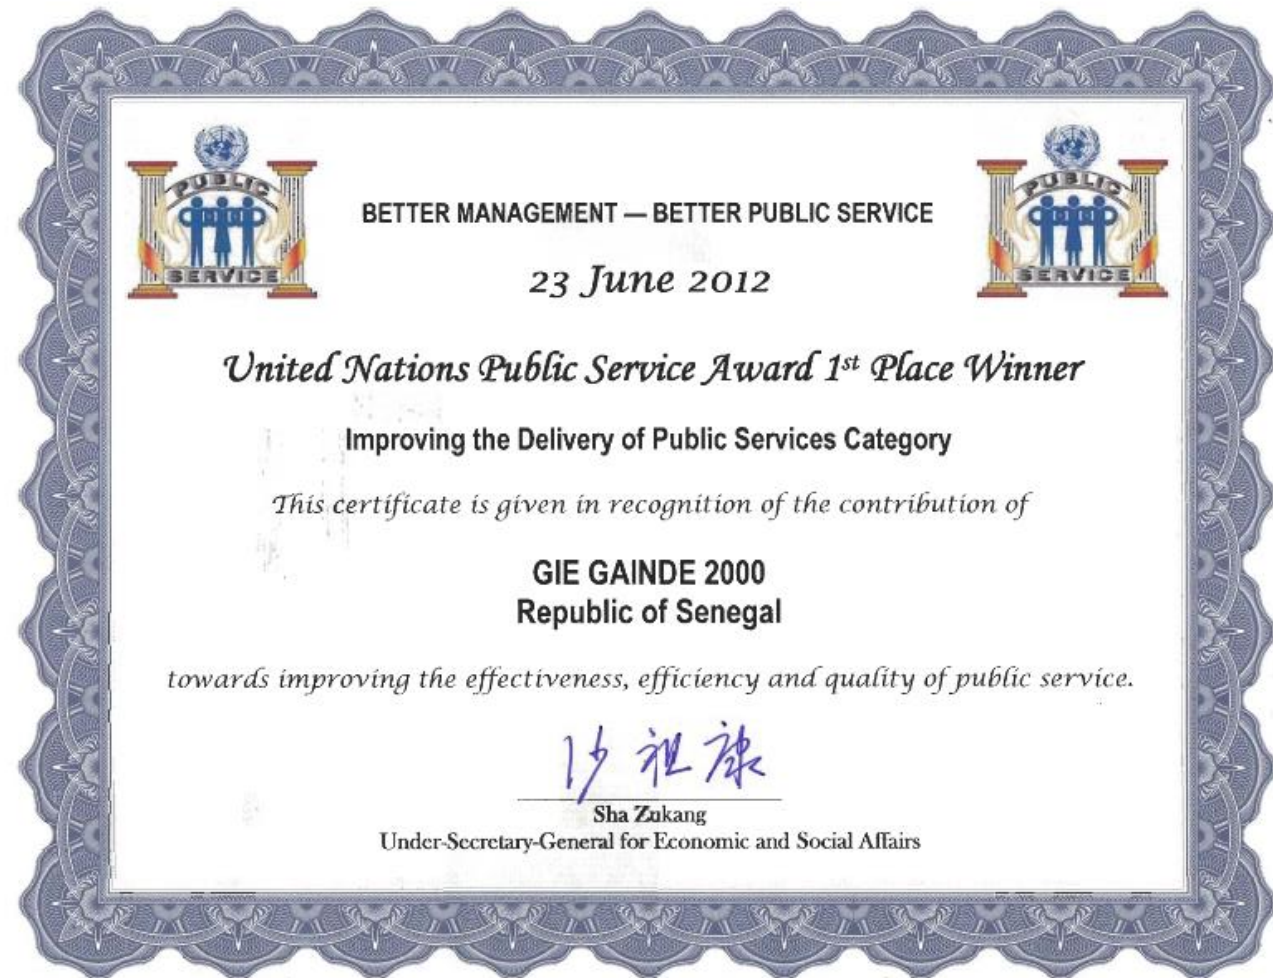 PUBLIC
SERVICE
PUBLIC
SERVICE
BETTER MANAGEMENT — BETTER PUBLIC SERVICE
23 June 2012
United Nations Public Service Award 1st Place Winner
Improving the Delivery of Public Services Category
This certificate is given in recognition of the contribution of
GIE GAINDE 2000
Republic of Senegal
towards improving the effectiveness, efficiency and quality of public service.
沙祖康
Sha Zukang
Under-Secretary-General for Economic and Social Affairs